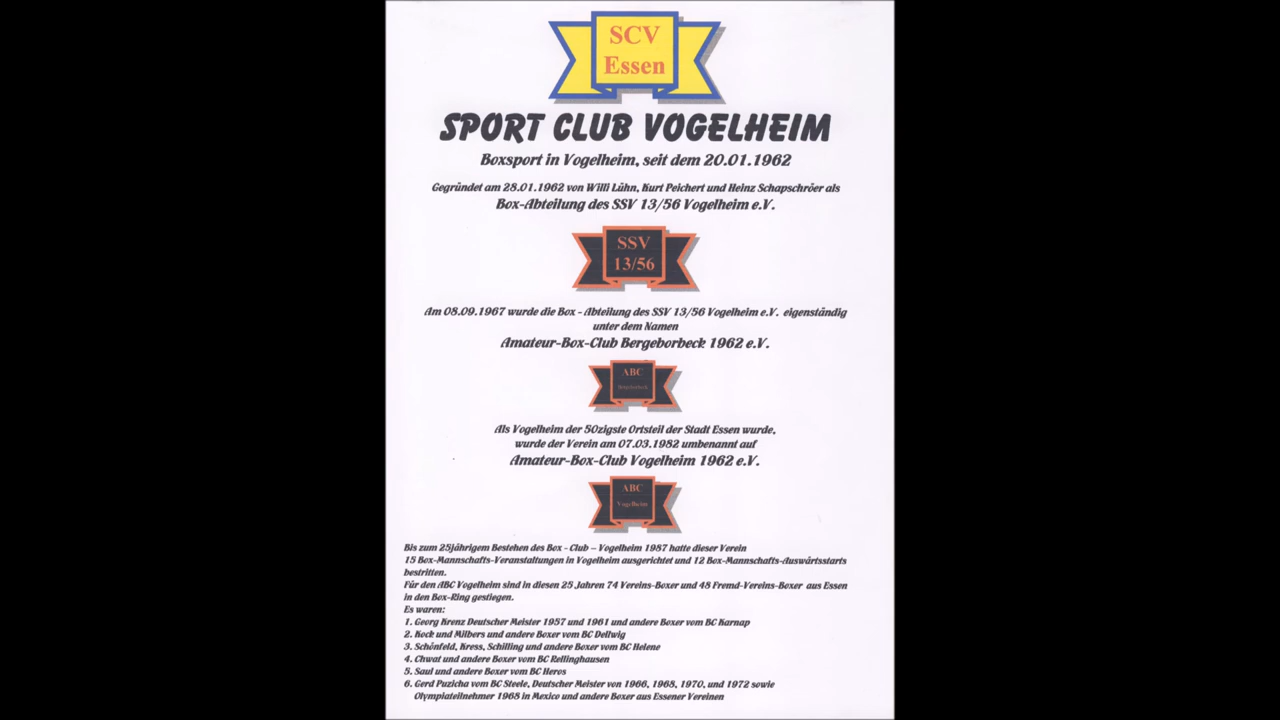 SCV
Essen
SPORT CLUB VOGELHEIM
Boxsport in Vogelheim, seit dem 20.01.1962
Gegründet am 28.01.1962 von Willi Lühn, Kurt Peichert und Heinz Schapschröer als
Box-Abteilung des SSV 13/56 Vogelheim e.V.
SSV
13/56
Am 08.09.1967 wurde die Box - Abteilung des SSV 13/56 Vogelheim e.V. eigenständig
unter dem Namen
Amateur-Box-Club Bergeborbeck 1962 e.V.
ABC
Bergeborbeck
Als Vogelheim der 50zigste Ortsteil der Stadt Essen wurde,
wurde der Verein am 07.03.1982 umbenannt auf
Amateur-Box-Club Vogelheim 1962 e.V.
ABC
Vogelheim
Bis zum 25jährigem Bestehen des Box - Club – Vogelheim 1987 hatte dieser Verein
15 Box-Mannschafts-Veranstaltungen in Vogelheim ausgerichtet und 12 Box-Mannschafts-Auswärtsstarts
bestritten.
Für den ABC Vogelheim sind in diesen 25 Jahren 74 Vereins-Boxer und 48 Fremd-Vereins-Boxer aus Essen
in den Box-Ring gestiegen.
Es waren:
1. Georg Krenz Deutscher Meister 1957 und 1961 und andere Boxer vom BC Karnap
2. Kock und Milbers und andere Boxer vom BC Dellwig
3. Schönfeld, Kress, Schilling und andere Boxer vom BC Helene
4. Chwat und andere Boxer vom BC Rellinghausen
5. Saul und andere Boxer vom BC Heros
6. Gerd Puzicha vom BC Steele, Deutscher Meister von 1966, 1968, 1970, und 1972 sowie
Olympiateilnehmer 1968 in Mexico und andere Boxer aus Essener Vereinen